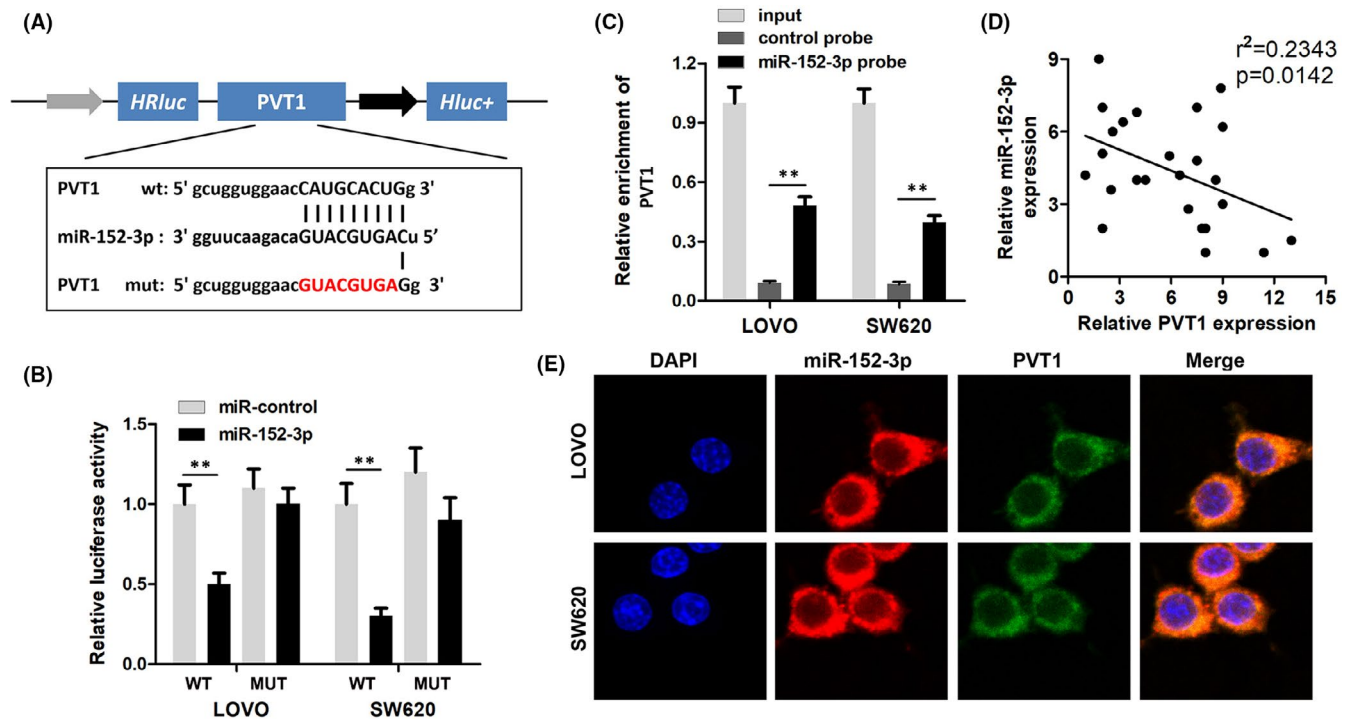 (A)
HRluc
PVT1
Hluc+
PVT1 wt: 5' gcugguggaacCAUGCACUGg 3'
miR-152-3p : 3' gguucaagacaGUACGUGACu 5'
PVT1 mut: 5' gcugguggaacGUACGUGAGg 3'
(B)
miR-control
miR-152-3p
Relative luciferase activity
1.5
1.0
0.5
0.0
**
**
WT MUT WT MUT
LOVO SW620
(C)
input
control probe
miR-152-3p probe
Relative enrichment of
PVT1
1.2
0.9
0.6
0.3
0.0
**
**
LOVO SW620
(D)
r²=0.2343
p=0.0142
Relative miR-152-3p
expression
9
6
3
0
0 3 6 9 12 15
Relative PVT1 expression
(E)
DAPI miR-152-3p PVT1 Merge
LOVO
SW620